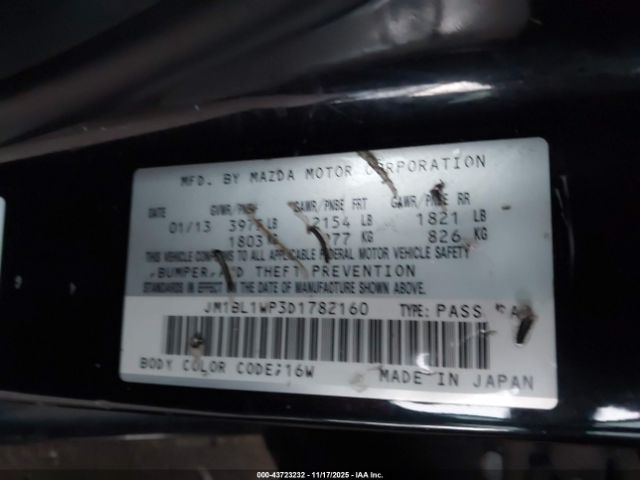 MFD. BY MAZDA MOTOR CORPORATION
DATE GVWR/PNBV GAWR/PNBE FRT GAWR/PNBE RR
01/13 LB 2154 LB 1821 LB
1803 KG KG 826 KG
THIS VEHICLE CONFORMS TO ALL APPLICABLE FEDERAL MOTOR VEHICLE SAFETY
BUMPER, AND THEFT PREVENTION
STANDARDS IN EFFECT ON THE DATE OF MANUFACTURE SHOWN ABOVE.
JM1BL1WP3D1782160 TYPE: PASS CAR
BODY COLOR CODE: 16W MADE IN JAPAN
000-43723232 - 11/17/2025 - IAA Inc.